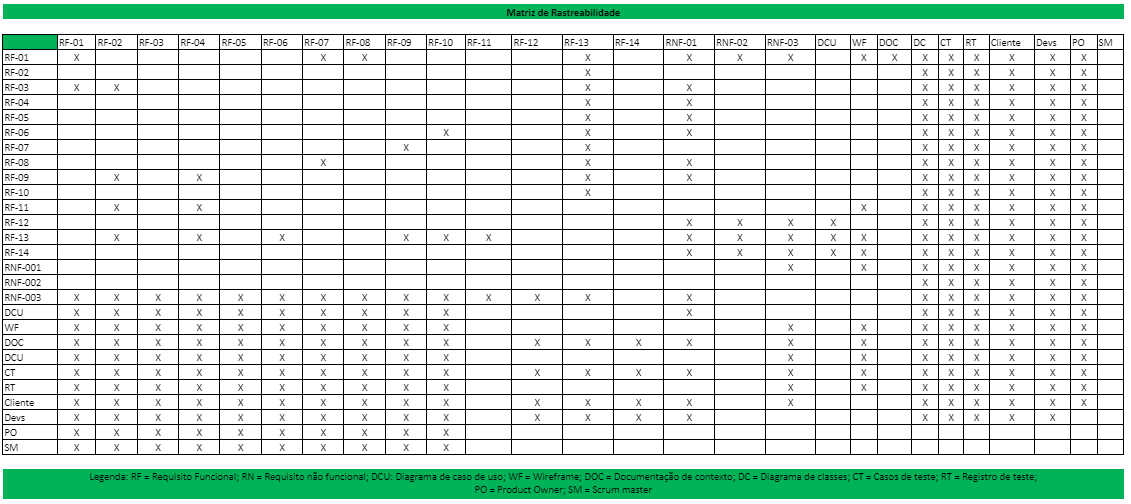 Matriz de Rastreabilidade
RF-01 RF-02 RF-03 RF-04 RF-05 RF-06 RF-07 RF-08 RF-09 RF-10 RF-11 RF-12 RF-13 RF-14 RNF-01 RNF-02 RNF-03 DCU WF DOC DC CT RT Cliente Devs PO SM
RF-01 X X X X X X X X X X X X X X X
RF-02 X X X X X X X
RF-03 X X X X X X X X X X
RF-04 X X X X X X X X
RF-05 X X X X X X X X
RF-06 X X X X X X X X X
RF-07 X X X X X X X X
RF-08 X X X X X X X X X
RF-09 X X X X X X X X X X
RF-10 X X X X X X X
RF-11 X X X X X X X X X
RF-12 X X X X X X X X X X
RF-13 X X X X X X X X X X X X X X X X X
RF-14 X X X X X X X X X X X
RNF-001 X X X X X X X X
RNF-002 X X X X X X
RNF-003 X X X X X X X X X X X X X X X X X X X X
DCU X X X X X X X X X X X X X X X X X
WF X X X X X X X X X X X X X X X X X X
DOC X X X X X X X X X X X X X X X X X X X X X X
DCU X X X X X X X X X X X X X X X X X X
CT X X X X X X X X X X X X X X X X X X X X X X
RT X X X X X X X X X X X X X X X X X X
Cliente X X X X X X X X X X X X X X X X X X X X X
Devs X X X X X X X X X X X X X X X X X X X
PO X X X X X X X X X X
SM X X X X X X X X X X
Legenda: RF = Requisito Funcional; RN = Requisito não funcional; DCU: Diagrama de caso de uso; WF = Wireframe; DOC = Documentação de contexto; DC = Diagrama de classes; CT = Casos de teste; RT = Registro de teste;
PO = Product Owner; SM = Scrum master